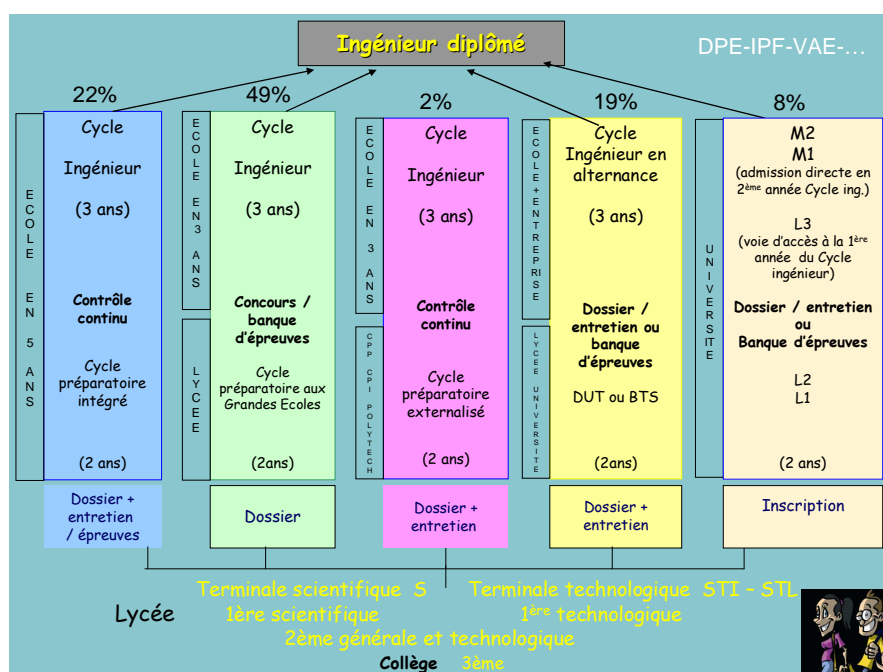 Ingénieur diplômé
DPE-IPF-VAE-…
22%
49%
2%
19%
8%
ECOLE EN 5 ANS
Cycle
Ingénieur
(3 ans)
Contrôle
continu
Cycle
préparatoire
intégré
(2 ans)
Dossier +
entretien
/ épreuves
ECOLE EN 3 ANS
LYCEE
Cycle
Ingénieur
(3 ans)
Concours /
banque
d'épreuves
Cycle
préparatoire aux
Grandes Ecoles
(2ans)
Dossier
ECOLE EN 3 ANS
CPP CPI POLYTECH
Cycle
Ingénieur
(3 ans)
Contrôle
continu
Cycle
préparatoire
externalisé
(2 ans)
Dossier +
entretien
ECOLE+ENTREPRISE
LYCEE UNIVERSITE
Cycle
Ingénieur en
alternance
(3 ans)
Dossier /
entretien ou
banque
d'épreuves
DUT ou BTS
(2ans)
Dossier +
entretien
UNIVERSITE
M2
M1
(admission directe en
2ème année Cycle ing.)
L3
(voie d'accès à la 1ère
année du Cycle
ingénieur)
Dossier / entretien
ou
Banque d'épreuves
L2
L1
(2 ans)
Inscription
Terminale scientifique S Terminale technologique STI – STL
Lycée 1ère scientifique 1ère technologique
2ème générale et technologique
Collège 3ème